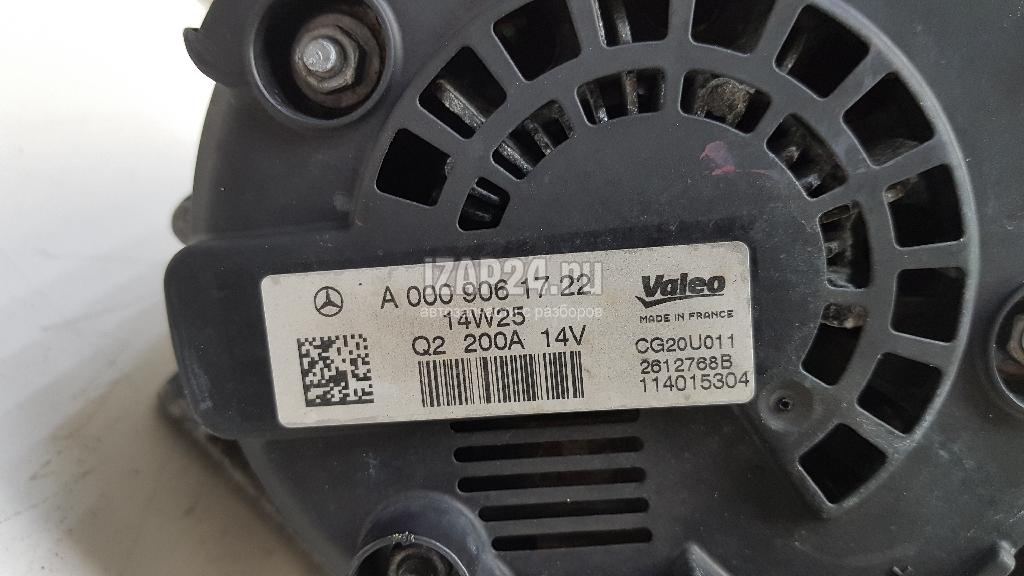 IZAP24.ru
автозапчасти с разборов
A 000 906 17 22
14W25
Q2 200A 14V
Valeo
MADE IN FRANCE
CG20U011
2612768B
114015304